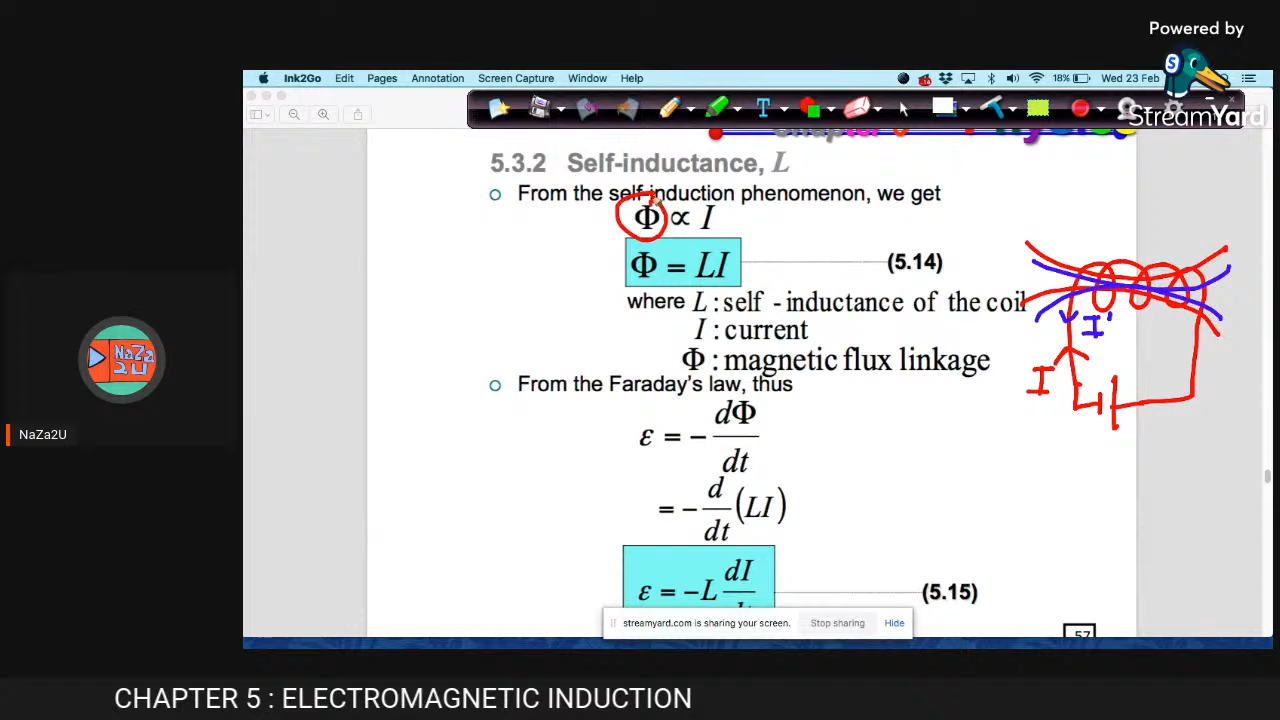 Powered by
StreamYard
Ink2Go Edit Pages Annotation Screen Capture Window Help 18% Wed 23 Feb
5.3.2 Self-inductance, L
From the self-induction phenomenon, we get
Φ ∝ I
Φ = LI (5.14)
where L : self - inductance of the coil
I : current
Φ : magnetic flux linkage
I'
I
From the Faraday's law, thus
ε = - dΦ/dt
= - d/dt (LI)
ε = -L dI/dt (5.15)
streamyard.com is sharing your screen. Stop sharing Hide
57
NaZa
2U
NaZa2U
CHAPTER 5 : ELECTROMAGNETIC INDUCTION